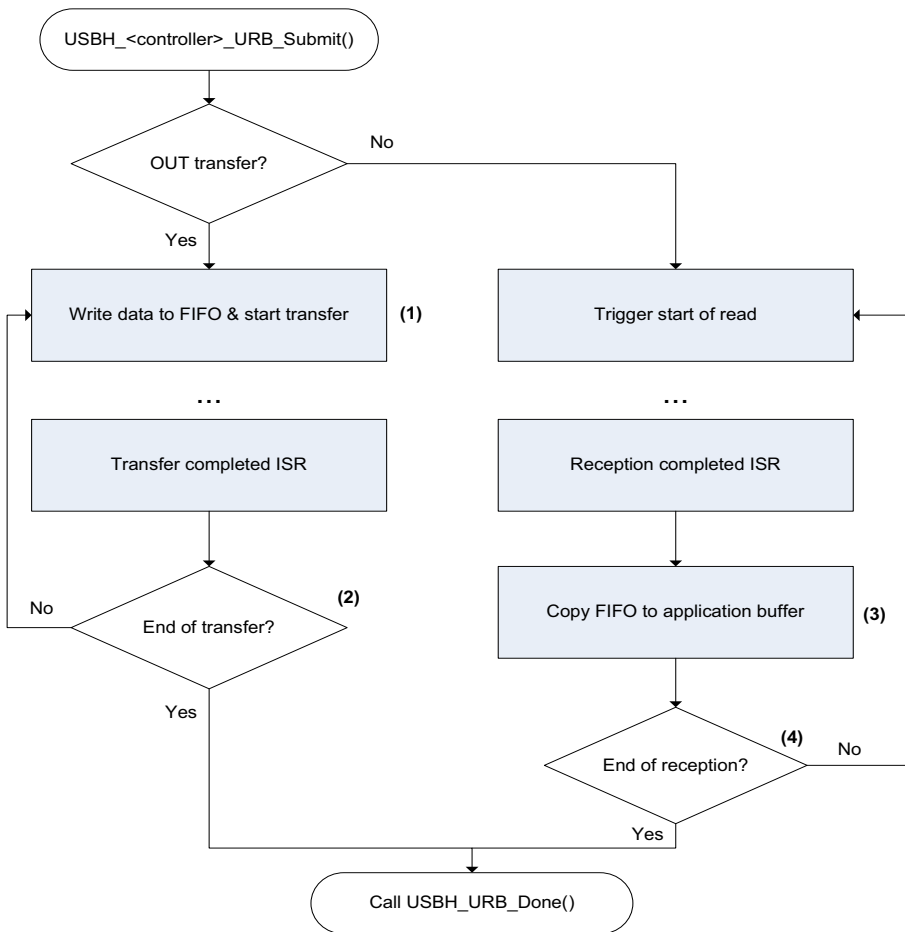 USBH_<controller>_URB_Submit()
OUT transfer?
No
Yes
Write data to FIFO & start transfer
(1)
Trigger start of read
...
...
Transfer completed ISR
Reception completed ISR
(2)
No
End of transfer?
Copy FIFO to application buffer
(3)
Yes
(4)
No
End of reception?
Yes
Call USBH_URB_Done()